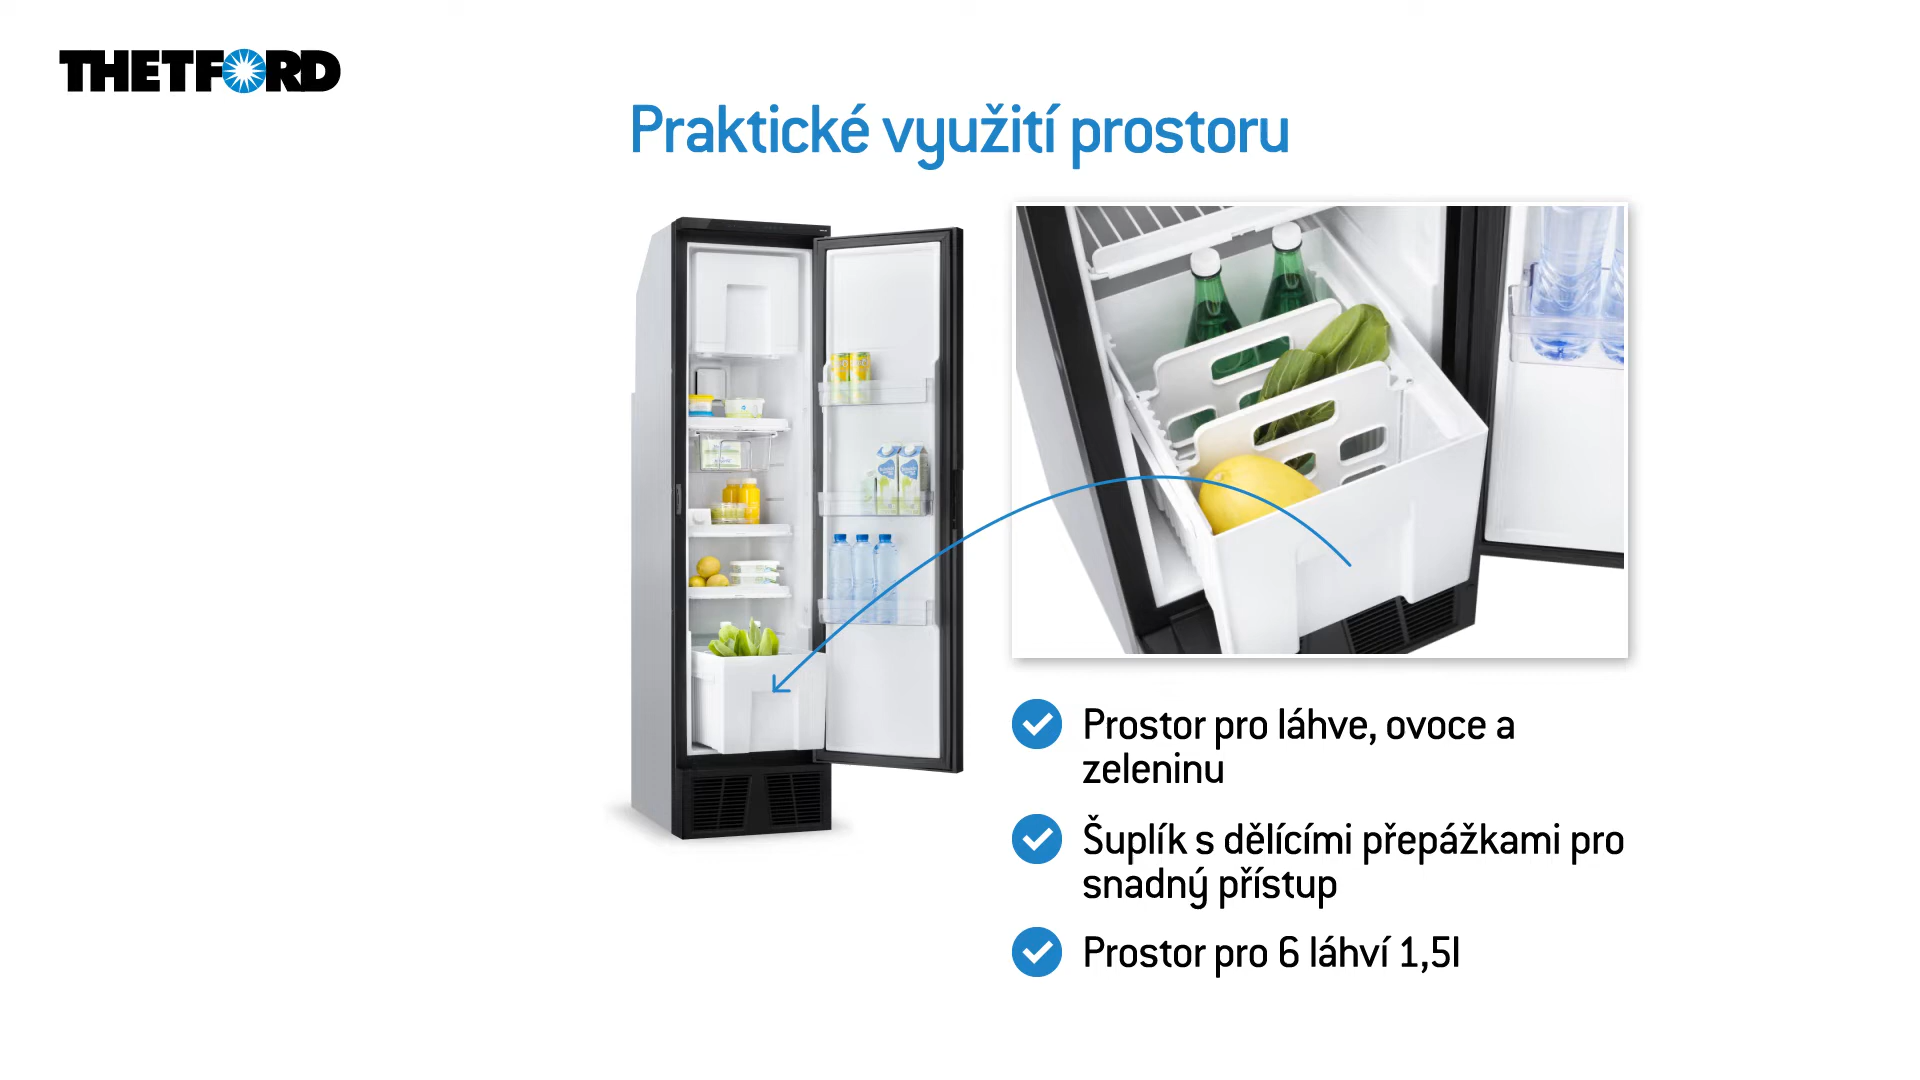 THETFORD
Praktické využití prostoru
Prostor pro láhve, ovoce a
zeleninu
Šuplík s dělícími přepážkami pro
snadný přístup
Prostor pro 6 láhví 1,5l